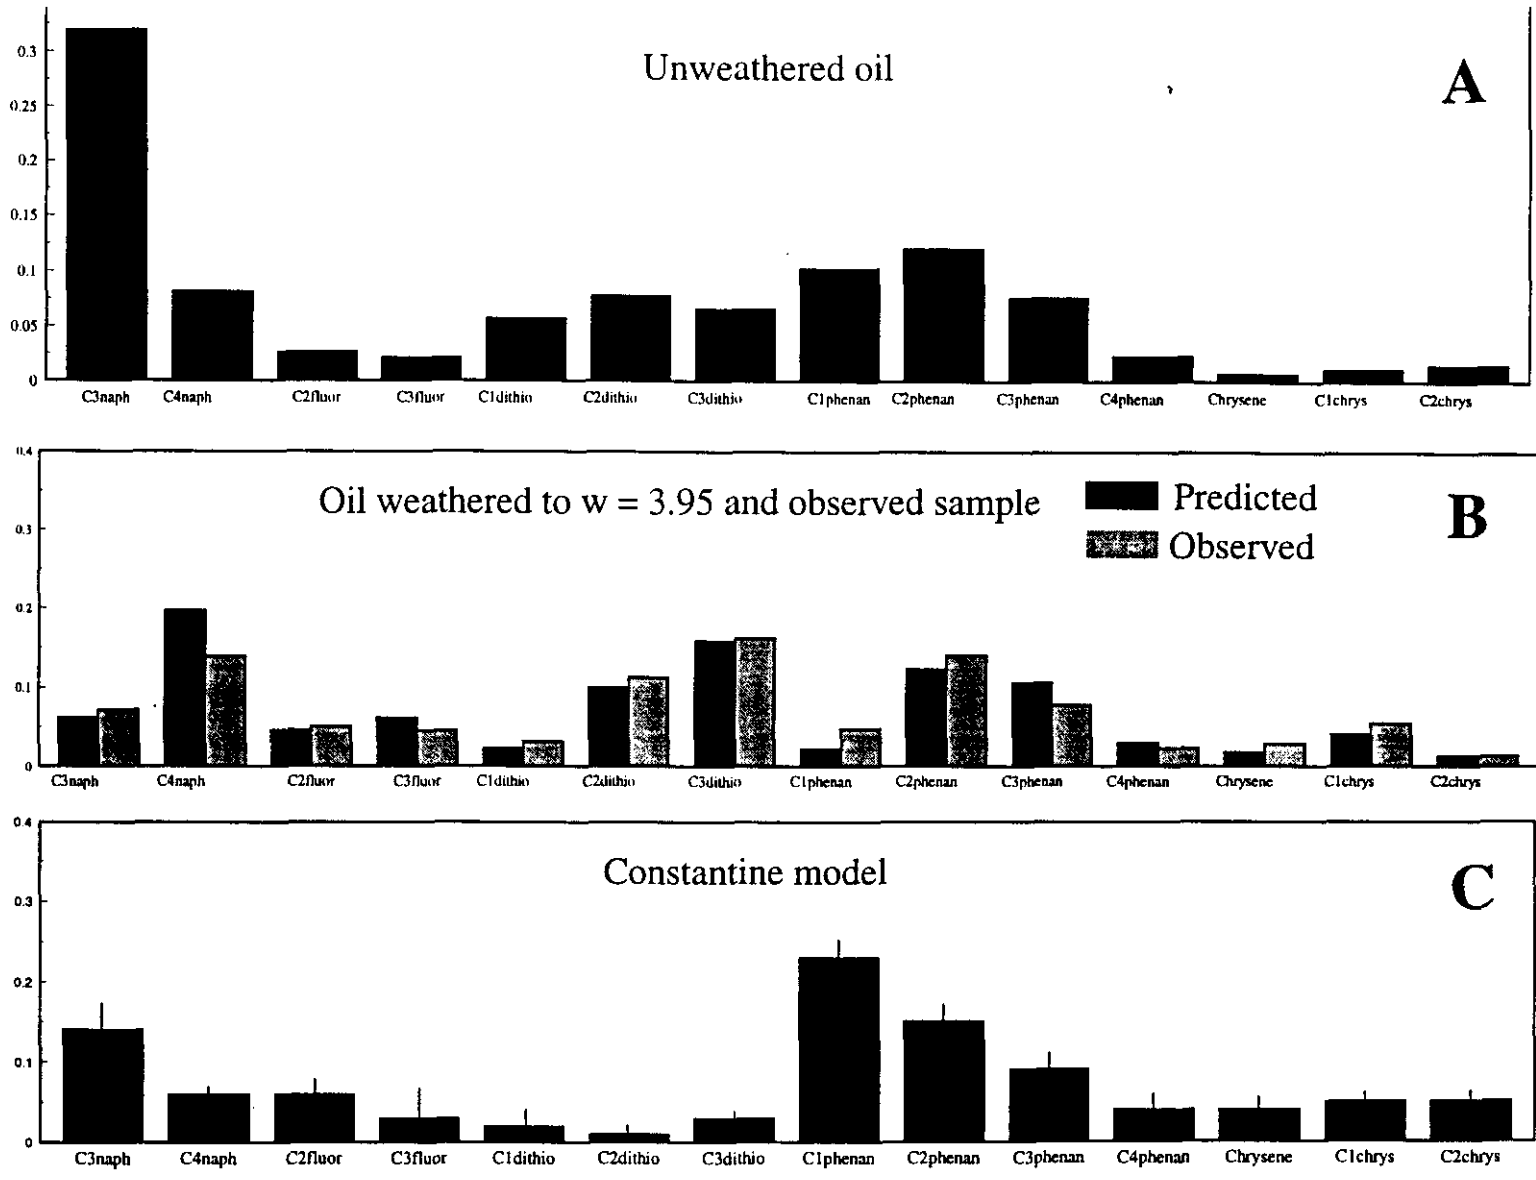 Unweathered oil
A
0.3
0.25
0.2
0.15
0.1
0.05
0
C3naph C4naph C2fluor C3fluor C1dithio C2dithio C3dithio C1phenan C2phenan C3phenan C4phenan Chrysene C1chrys C2chrys
0.4
Oil weathered to w = 3.95 and observed sample
Predicted
Observed
B
0.3
0.2
0.1
0
C3naph C4naph C2fluor C3fluor C1dithio C2dithio C3dithio C1phenan C2phenan C3phenan C4phenan Chrysene C1chrys C2chrys
0.4
Constantine model
C
0.3
0.2
0.1
0
C3naph C4naph C2fluor C3fluor C1dithio C2dithio C3dithio C1phenan C2phenan C3phenan C4phenan Chrysene C1chrys C2chrys